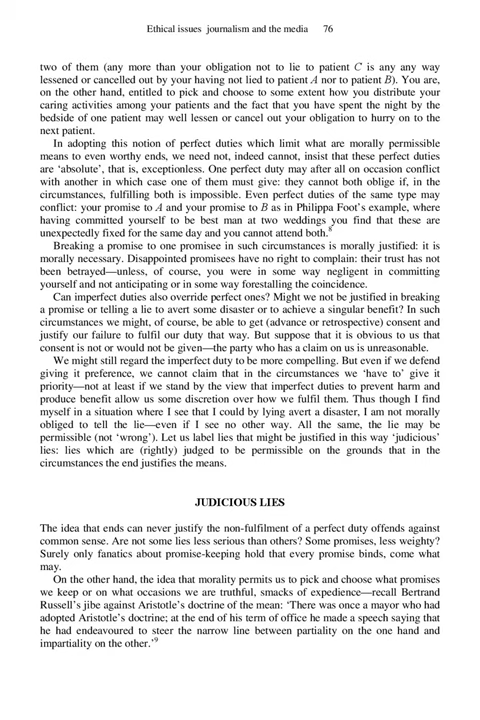 Ethical issues journalism and the media 76
two of them (any more than your obligation not to lie to patient C is any any way
lessened or cancelled out by your having not lied to patient A nor to patient B). You are,
on the other hand, entitled to pick and choose to some extent how you distribute your
caring activities among your patients and the fact that you have spent the night by the
bedside of one patient may well lessen or cancel out your obligation to hurry on to the
next patient.
In adopting this notion of perfect duties which limit what are morally permissible
means to even worthy ends, we need not, indeed cannot, insist that these perfect duties
are ‘absolute’, that is, exceptionless. One perfect duty may after all on occasion conflict
with another in which case one of them must give: they cannot both oblige if, in the
circumstances, fulfilling both is impossible. Even perfect duties of the same type may
conflict: your promise to A and your promise to B as in Philippa Foot’s example, where
having committed yourself to be best man at two weddings you find that these are
unexpectedly fixed for the same day and you cannot attend both.8
Breaking a promise to one promisee in such circumstances is morally justified: it is
morally necessary. Disappointed promisees have no right to complain: their trust has not
been betrayed—unless, of course, you were in some way negligent in committing
yourself and not anticipating or in some way forestalling the coincidence.
Can imperfect duties also override perfect ones? Might we not be justified in breaking
a promise or telling a lie to avert some disaster or to achieve a singular benefit? In such
circumstances we might, of course, be able to get (advance or retrospective) consent and
justify our failure to fulfil our duty that way. But suppose that it is obvious to us that
consent is not or would not be given—the party who has a claim on us is unreasonable.
We might still regard the imperfect duty to be more compelling. But even if we defend
giving it preference, we cannot claim that in the circumstances we ‘have to’ give it
priority—not at least if we stand by the view that imperfect duties to prevent harm and
produce benefit allow us some discretion over how we fulfil them. Thus though I find
myself in a situation where I see that I could by lying avert a disaster, I am not morally
obliged to tell the lie—even if I see no other way. All the same, the lie may be
permissible (not ‘wrong’). Let us label lies that might be justified in this way ‘judicious’
lies: lies which are (rightly) judged to be permissible on the grounds that in the
circumstances the end justifies the means.
JUDICIOUS LIES
The idea that ends can never justify the non-fulfilment of a perfect duty offends against
common sense. Are not some lies less serious than others? Some promises, less weighty?
Surely only fanatics about promise-keeping hold that every promise binds, come what
may.
On the other hand, the idea that morality permits us to pick and choose what promises
we keep or on what occasions we are truthful, smacks of expedience—recall Bertrand
Russell’s jibe against Aristotle’s doctrine of the mean: ‘There was once a mayor who had
adopted Aristotle’s doctrine; at the end of his term of office he made a speech saying that
he had endeavoured to steer the narrow line between partiality on the one hand and
impartiality on the other.’9